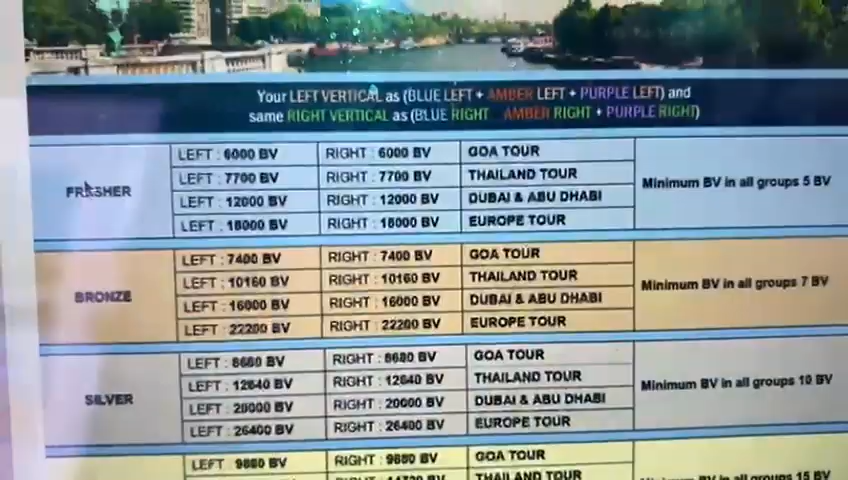 Your LEFT VERTICAL as (BLUE LEFT + AMBER LEFT + PURPLE LEFT) and
same RIGHT VERTICAL as (BLUE RIGHT AMBER RIGHT + PURPLE RIGHT)
FRESHER
LEFT : 6000 BV RIGHT : 6000 BV GOA TOUR
LEFT : 7700 BV RIGHT : 7700 BV THAILAND TOUR
LEFT : 12000 BV RIGHT : 12000 BV DUBAI & ABU DHABI
LEFT : 18000 BV RIGHT : 18000 BV EUROPE TOUR
Minimum BV in all groups 5 BV
BRONZE
LEFT : 7400 BV RIGHT : 7400 BV GOA TOUR
LEFT : 10160 BV RIGHT : 10160 BV THAILAND TOUR
LEFT : 16000 BV RIGHT : 16000 BV DUBAI & ABU DHABI
LEFT : 22200 BV RIGHT : 22200 BV EUROPE TOUR
Minimum BV in all groups 7 BV
SILVER
LEFT : 8680 BV RIGHT : 8680 BV GOA TOUR
LEFT : 12640 BV RIGHT : 12640 BV THAILAND TOUR
LEFT : 20000 BV RIGHT : 20000 BV DUBAI & ABU DHABI
LEFT : 26400 BV RIGHT : 26400 BV EUROPE TOUR
Minimum BV in all groups 10 BV
LEFT : 9880 BV RIGHT : 9880 BV GOA TOUR
THAILAND TOUR
BV in all groups 15 BV